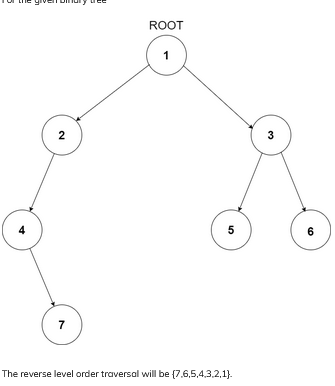 For the given binary tree
ROOT
1
2
3
4
5
6
7
The reverse level order traversal will be {7,6,5,4,3,2,1}.